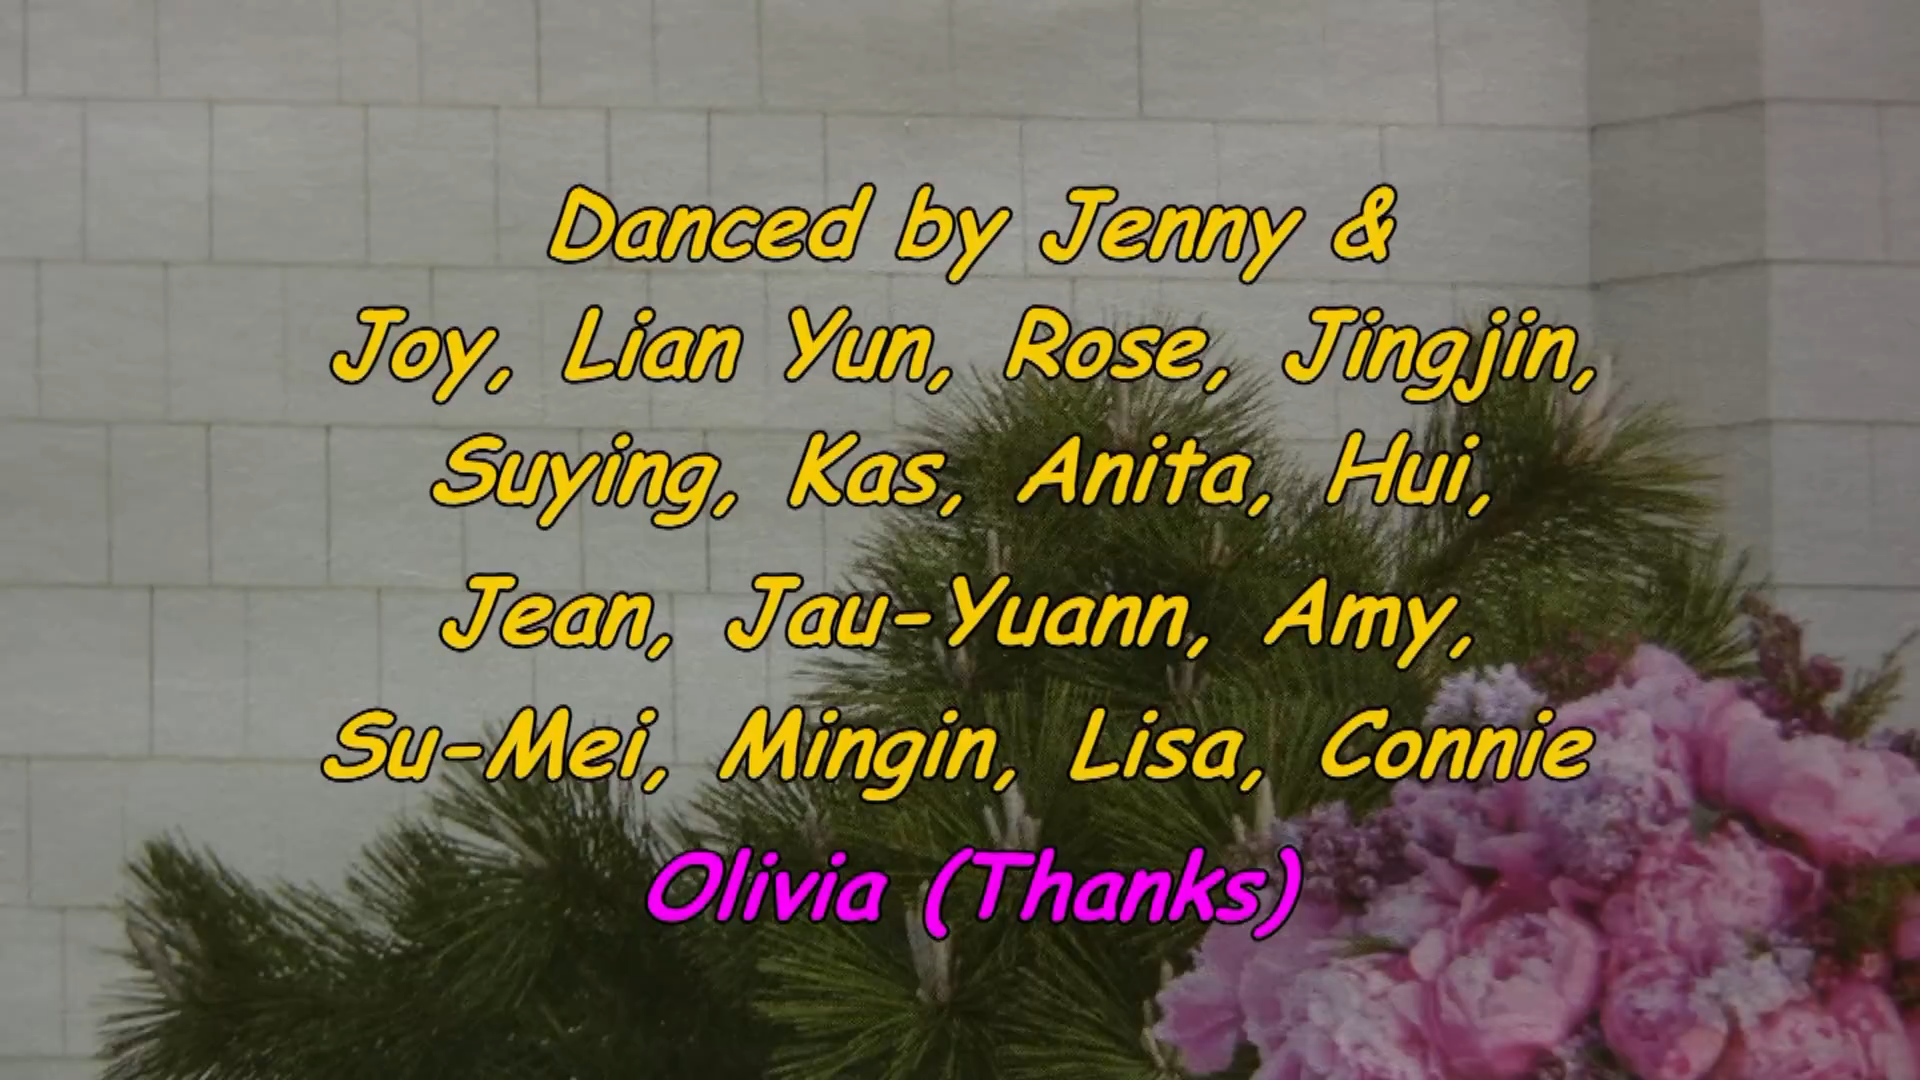 Danced by Jenny &
Joy, Lian Yun, Rose, Jingjin,
Suying, Kas, Anita, Hui,
Jean, Jau-Yuann, Amy,
Su-Mei, Mingin, Lisa, Connie
Olivia (Thanks)